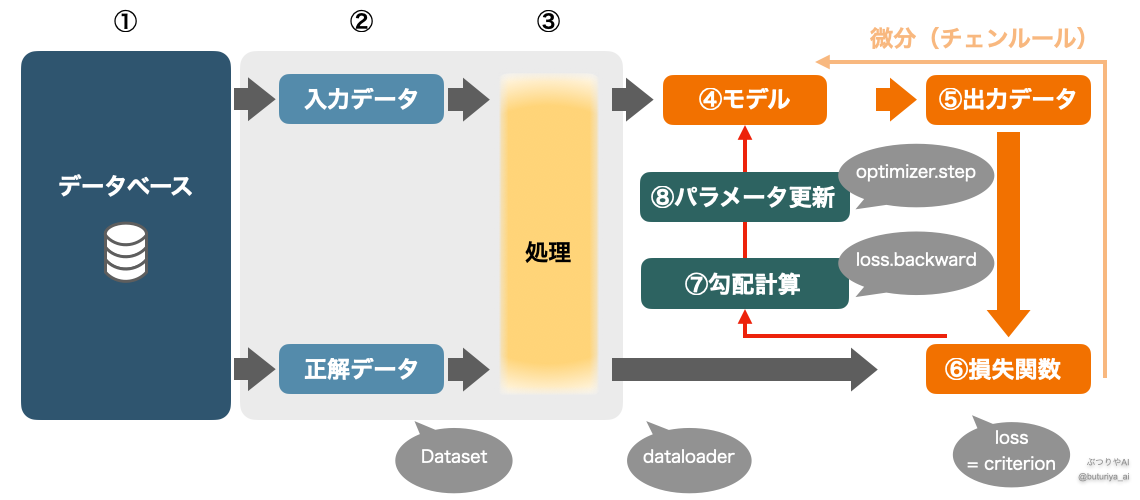 ①
②
③
微分（チェンルール）
データベース
入力データ
処理
正解データ
④モデル
⑤出力データ
optimizer.step
⑧パラメータ更新
loss.backward
⑦勾配計算
⑥損失関数
Dataset
dataloader
loss
= criterion
ぶつりやAI
@buturiya_ai